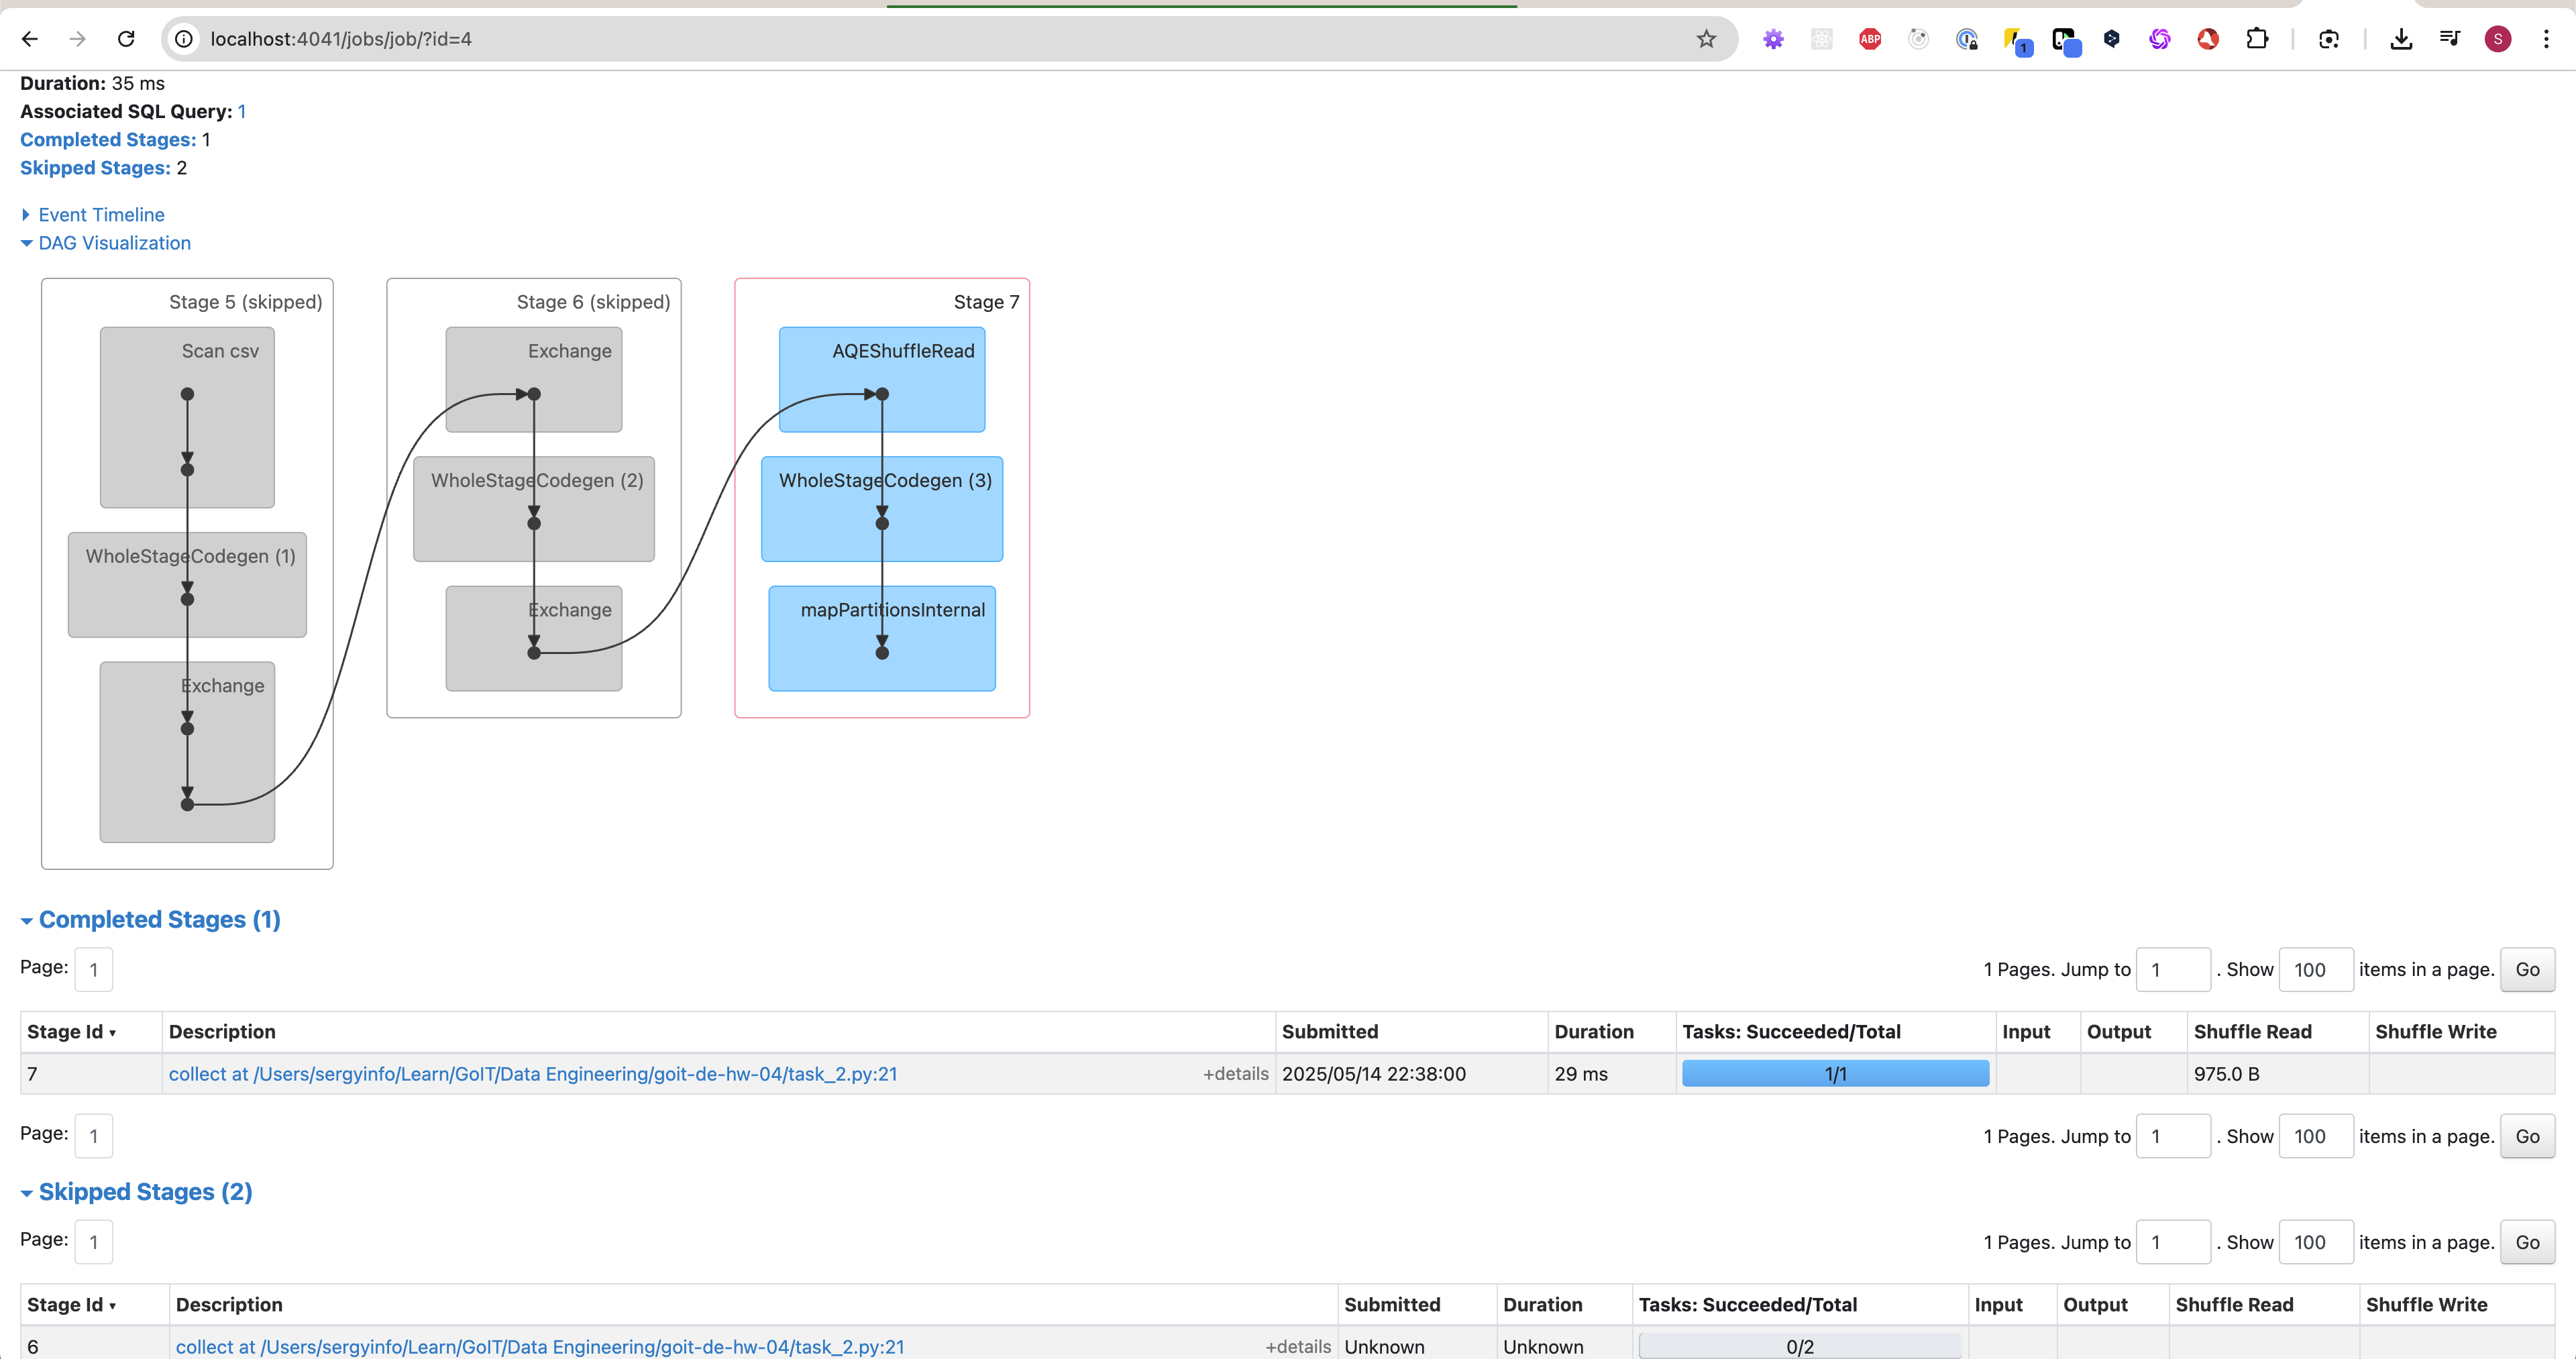 localhost:4041/jobs/job/?id=4
ABP
1
S
Duration: 35 ms
Associated SQL Query: 1
Completed Stages: 1
Skipped Stages: 2
Event Timeline
DAG Visualization
Stage 5 (skipped)
Scan csv
WholeStageCodegen (1)
Exchange
Stage 6 (skipped)
Exchange
WholeStageCodegen (2)
Exchange
Stage 7
AQEShuffleRead
WholeStageCodegen (3)
mapPartitionsInternal
Completed Stages (1)
Page: 1 1 Pages. Jump to 1 . Show 100 items in a page. Go
Stage Id ▾ Description Submitted Duration Tasks: Succeeded/Total Input Output Shuffle Read Shuffle Write
7 collect at /Users/sergyinfo/Learn/GoIT/Data Engineering/goit-de-hw-04/task_2.py:21 +details 2025/05/14 22:38:00 29 ms 1/1 975.0 B
Page: 1 1 Pages. Jump to 1 . Show 100 items in a page. Go
Skipped Stages (2)
Page: 1 1 Pages. Jump to 1 . Show 100 items in a page. Go
Stage Id ▾ Description Submitted Duration Tasks: Succeeded/Total Input Output Shuffle Read Shuffle Write
6 collect at /Users/sergyinfo/Learn/GoIT/Data Engineering/goit-de-hw-04/task_2.py:21 +details Unknown Unknown 0/2